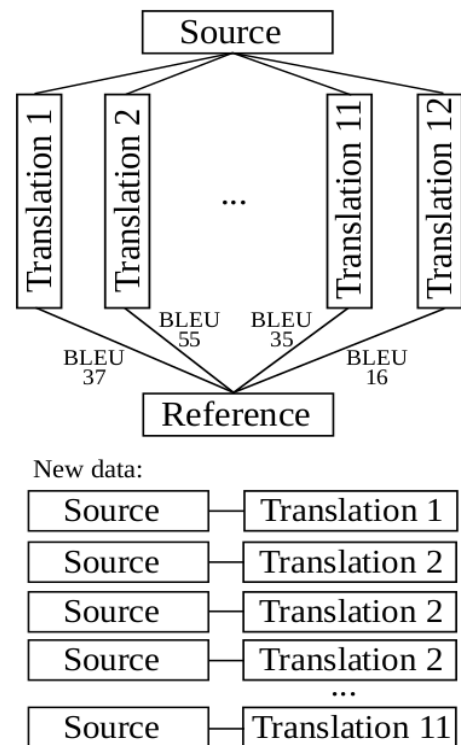 Source
Translation 1
Translation 2
...
Translation 11
Translation 12
BLEU
37
BLEU
55
BLEU
35
BLEU
16
Reference
New data:
Source Translation 1
Source Translation 2
Source Translation 2
Source Translation 2
...
Source Translation 11